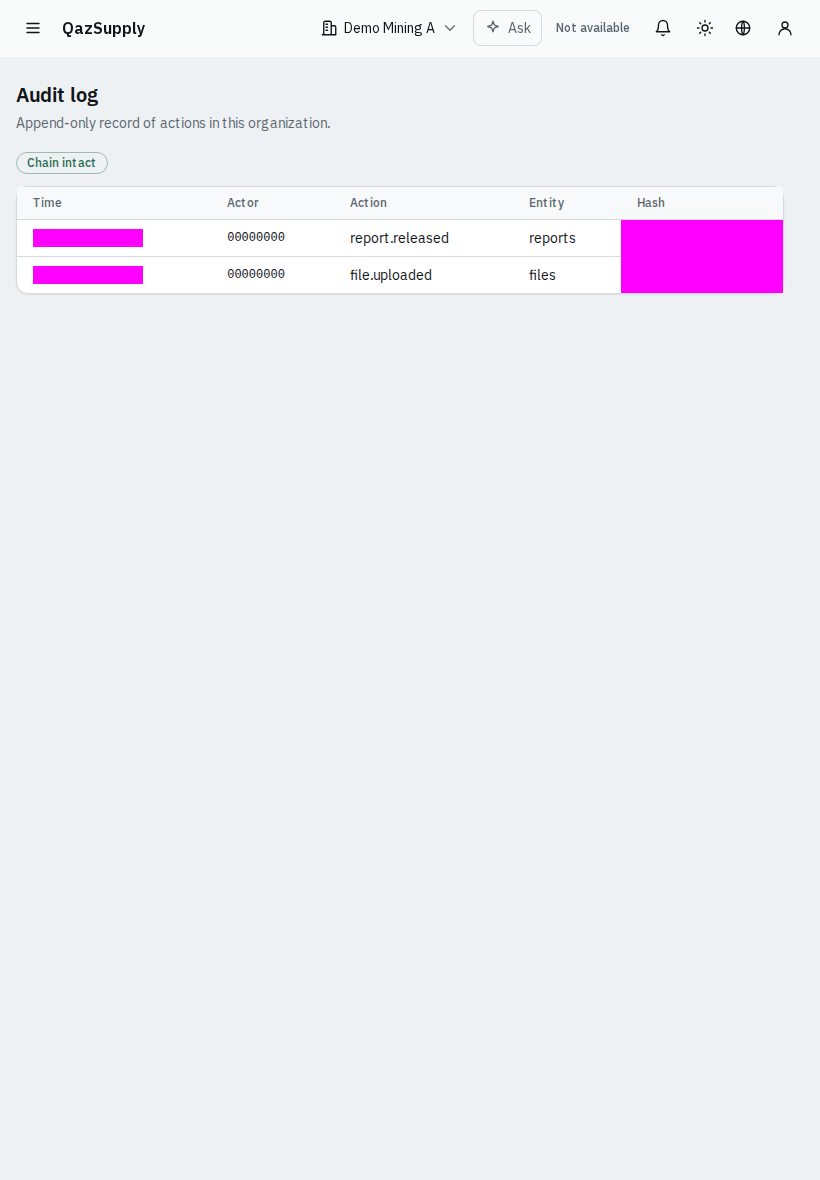 QazSupply Demo Mining A Ask Not available
Audit log
Append-only record of actions in this organization.
Chain intact
Time Actor Action Entity Hash
00000000 report.released reports
00000000 file.uploaded files